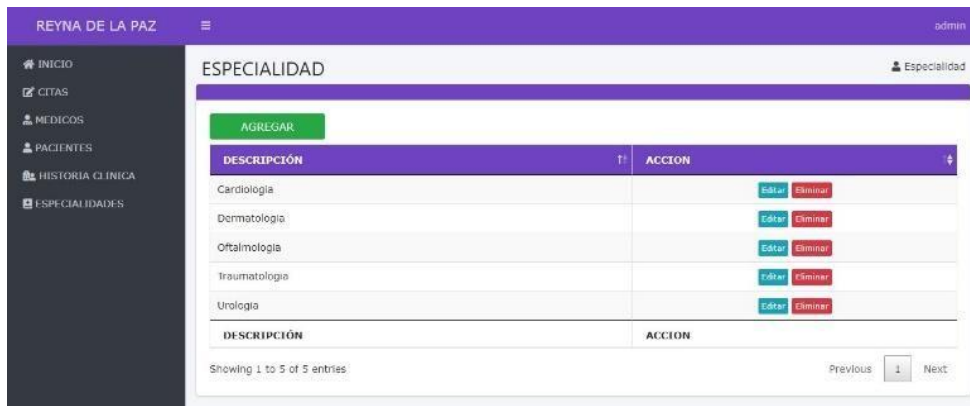 REYNA DE LA PAZ
admin
INICIO
CITAS
MEDICOS
PACIENTES
HISTORIA CLINICA
ESPECIALIDADES
ESPECIALIDAD
Especialidad
AGREGAR
DESCRIPCIÓN ACCION
Cardiologia Editar Eliminar
Dermatologia Editar Eliminar
Oftalmologia Editar Eliminar
Traumatologia Editar Eliminar
Urologia Editar Eliminar
DESCRIPCIÓN ACCION
Showing 1 to 5 of 5 entries
Previous 1 Next